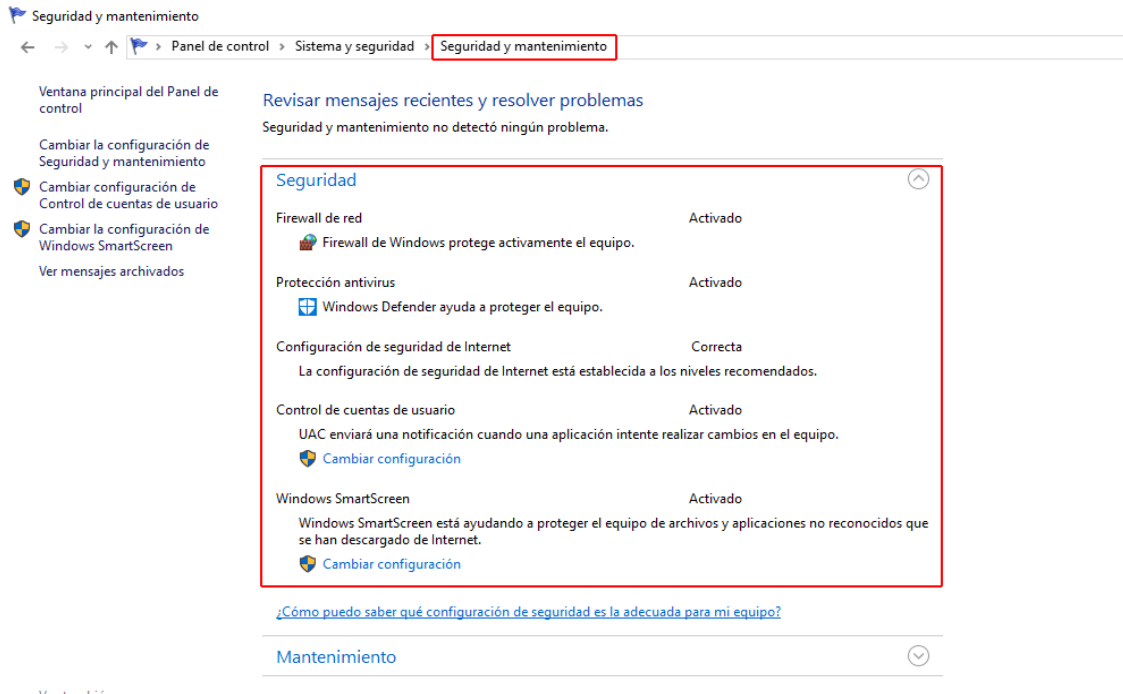 Seguridad y mantenimiento
Panel de control > Sistema y seguridad > Seguridad y mantenimiento
Ventana principal del Panel de
control
Cambiar la configuración de
Seguridad y mantenimiento
Cambiar configuración de
Control de cuentas de usuario
Cambiar la configuración de
Windows SmartScreen
Ver mensajes archivados
Revisar mensajes recientes y resolver problemas
Seguridad y mantenimiento no detectó ningún problema.
Seguridad
Firewall de red Activado
Firewall de Windows protege activamente el equipo.
Protección antivirus Activado
Windows Defender ayuda a proteger el equipo.
Configuración de seguridad de Internet Correcta
La configuración de seguridad de Internet está establecida a los niveles recomendados.
Control de cuentas de usuario Activado
UAC enviará una notificación cuando una aplicación intente realizar cambios en el equipo.
Cambiar configuración
Windows SmartScreen Activado
Windows SmartScreen está ayudando a proteger el equipo de archivos y aplicaciones no reconocidos que
se han descargado de Internet.
Cambiar configuración
¿Cómo puedo saber qué configuración de seguridad es la adecuada para mi equipo?
Mantenimiento